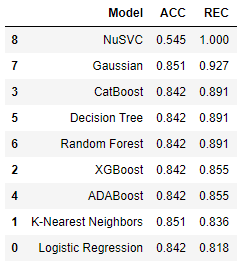 Model ACC REC
8 NuSVC 0.545 1.000
7 Gaussian 0.851 0.927
3 CatBoost 0.842 0.891
5 Decision Tree 0.842 0.891
6 Random Forest 0.842 0.891
2 XGBoost 0.842 0.855
4 ADABoost 0.842 0.855
1 K-Nearest Neighbors 0.851 0.836
0 Logistic Regression 0.842 0.818